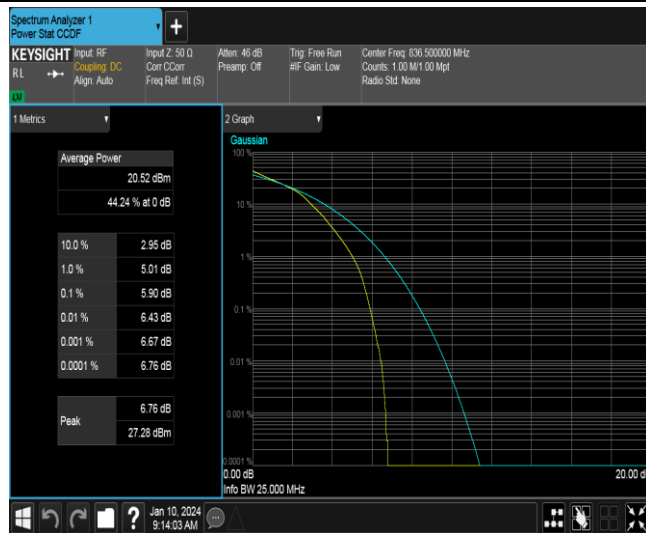 Spectrum Analyzer 1
Power Stat CCDF
+
KEYSIGHT
RL
Input: RF
Coupling: DC
Align: Auto
Input Z: 50 Ω
Corr CCorr
Freq Ref: Int (S)
Atten: 46 dB
Preamp: Off
Trig: Free Run
#IF Gain: Low
Center Freq: 836.500000 MHz
Counts: 1.00 M/1.00 Mpt
Radio Std: None
1 Metrics
Average Power
20.52 dBm
44.24 % at 0 dB
10.0 % 2.95 dB
1.0 % 5.01 dB
0.1 % 5.90 dB
0.01 % 6.43 dB
0.001 % 6.67 dB
0.0001 % 6.76 dB
Peak
6.76 dB
27.28 dBm
2 Graph
Gaussian
100 %
10 %
1 %
0.1 %
0.01 %
0.001 %
0.0001 %
0.00 dB
20.00 d
Info BW 25.000 MHz
?
Jan 10, 2024
9:14:03 AM